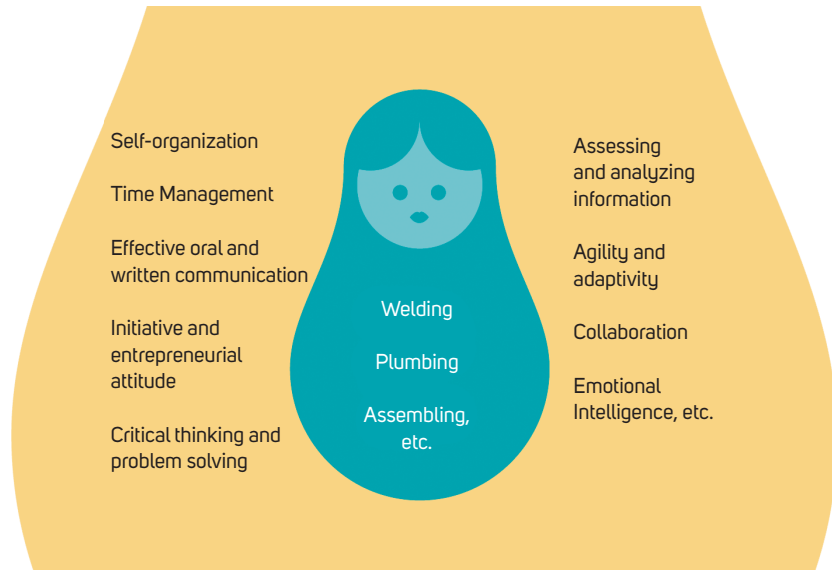 Self-organization
Time Management
Effective oral and
written communication
Initiative and
entrepreneurial
attitude
Critical thinking and
problem solving
Welding
Plumbing
Assembling,
etc.
Assessing
and analyzing
information
Agility and
adaptivity
Collaboration
Emotional
Intelligence, etc.